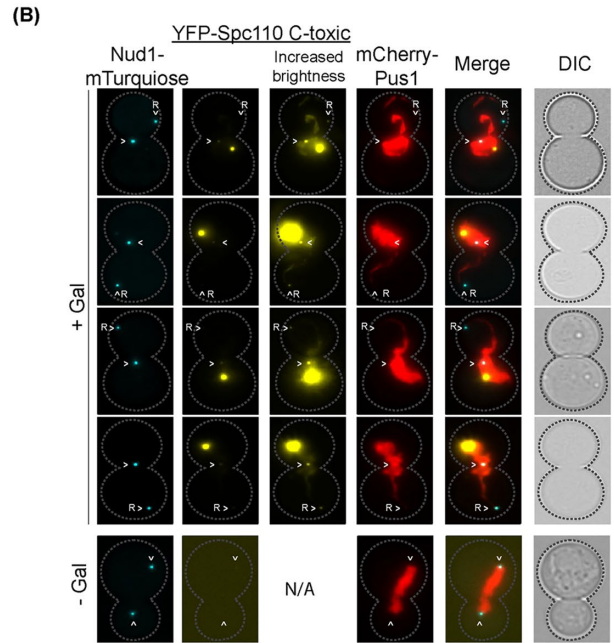 (B)
YFP-Spc110 C-toxic
Nud1-
mTurquiose
Increased
brightness
mCherry-
Pus1
Merge
DIC
R
R
R
+ Gal
R
R
R
R
R
R
R
R
R
R
R
R
- Gal
N/A